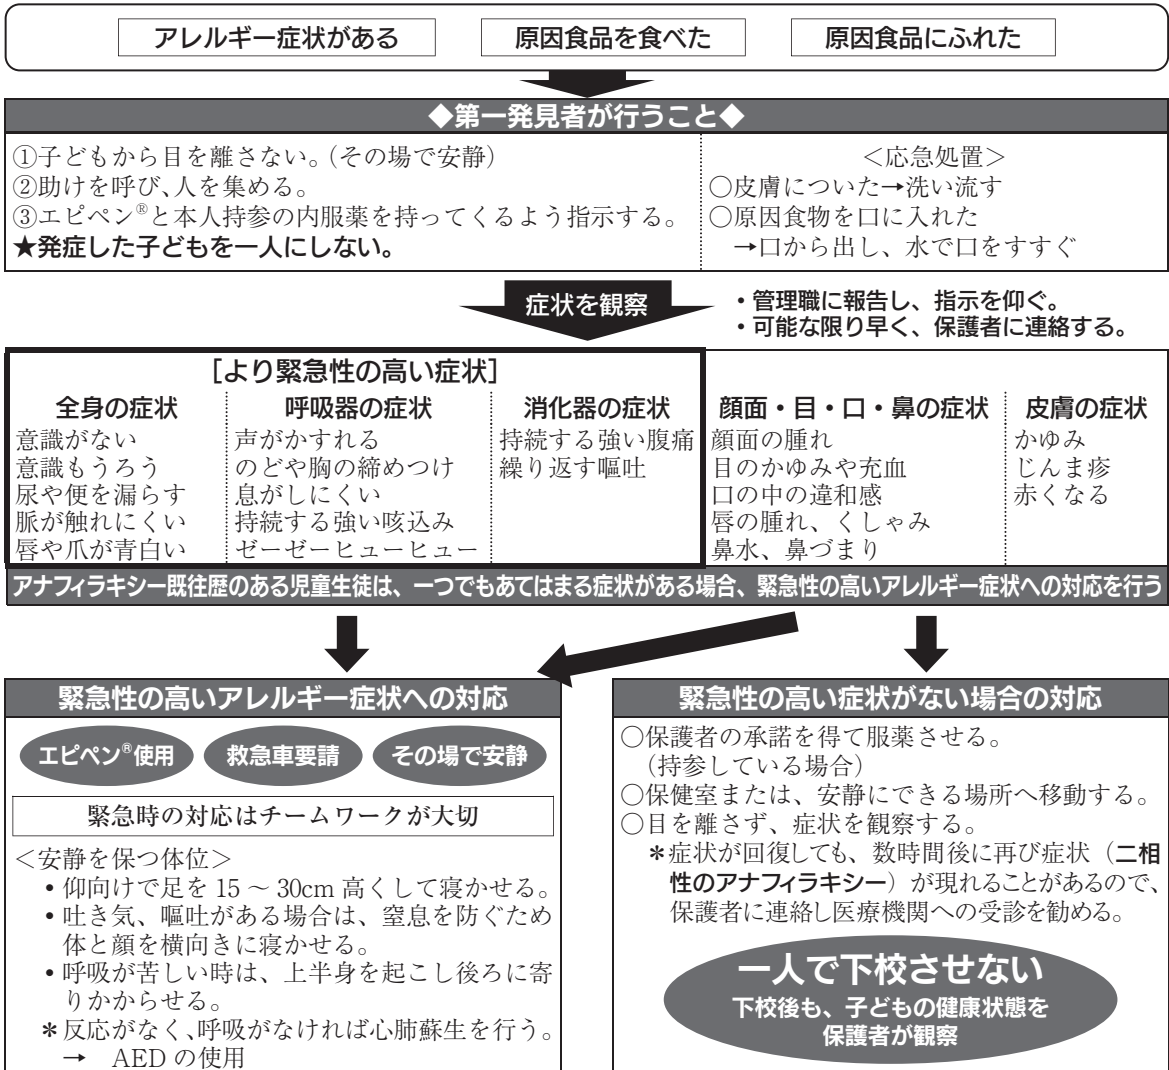 アレルギー症状がある
原因食品を食べた
原因食品にふれた
◆第一発見者が行うこと◆
①子どもから目を離さない。（その場で安静）
②助けを呼び、人を集める。
③エピペン®と本人持参の内服薬を持ってくるよう指示する。
★発症した子どもを一人にしない。
＜応急処置＞
○皮膚についた→洗い流す
○原因食物を口に入れた
→口から出し、水で口をすすぐ
症状を観察
・管理職に報告し、指示を仰ぐ。
・可能な限り早く、保護者に連絡する。
［より緊急性の高い症状］
全身の症状
意識がない
意識もうろう
尿や便を漏らす
脈が触れにくい
唇や爪が青白い
呼吸器の症状
声がかすれる
のどや胸の締めつけ
息がしにくい
持続する強い咳込み
ゼーゼーヒューヒュー
消化器の症状
持続する強い腹痛
繰り返す嘔吐
顔面・目・口・鼻の症状
顔面の腫れ
目のかゆみや充血
口の中の違和感
唇の腫れ、くしゃみ
鼻水、鼻づまり
皮膚の症状
かゆみ
じんま疹
赤くなる
アナフィラキシー既往歴のある児童生徒は、一つでもあてはまる症状がある場合、緊急性の高いアレルギー症状への対応を行う
緊急性の高いアレルギー症状への対応
エピペン®使用
救急車要請
その場で安静
緊急時の対応はチームワークが大切
＜安静を保つ体位＞
・仰向けで足を 15 ～ 30cm 高くして寝かせる。
・吐き気、嘔吐がある場合は、窒息を防ぐため
体と顔を横向きに寝かせる。
・呼吸が苦しい時は、上半身を起こし後ろに寄
りかからせる。
＊反応がなく、呼吸がなければ心肺蘇生を行う。
→ AED の使用
緊急性の高い症状がない場合の対応
○保護者の承諾を得て服薬させる。
（持参している場合）
○保健室または、安静にできる場所へ移動する。
○目を離さず、症状を観察する。
＊症状が回復しても、数時間後に再び症状（二相
性のアナフィラキシー）が現れることがあるので、
保護者に連絡し医療機関への受診を勧める。
一人で下校させない
下校後も、子どもの健康状態を
保護者が観察